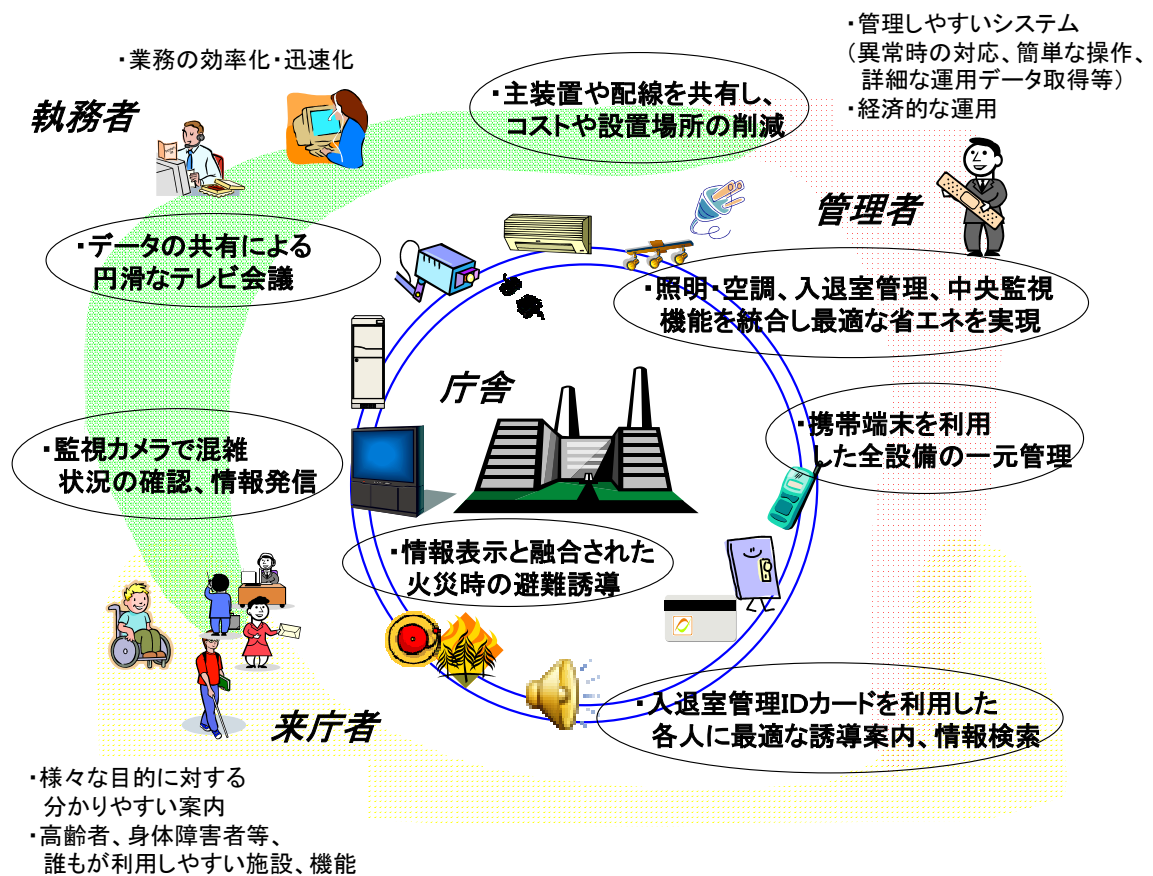 ・業務の効率化・迅速化
執務者
・主装置や配線を共有し、
コストや設置場所の削減
・管理しやすいシステム
（異常時の対応、簡単な操作、
詳細な運用データ取得等）
・経済的な運用
管理者
・データの共有による
円滑なテレビ会議
・照明・空調、入退室管理、中央監視
機能を統合し最適な省エネを実現
庁舎
・携帯端末を利用
した全設備の一元管理
・監視カメラで混雑
状況の確認、情報発信
・情報表示と融合された
火災時の避難誘導
・入退室管理IDカードを利用した
各人に最適な誘導案内、情報検索
来庁者
・様々な目的に対する
分かりやすい案内
・高齢者、身体障害者等、
誰もが利用しやすい施設、機能